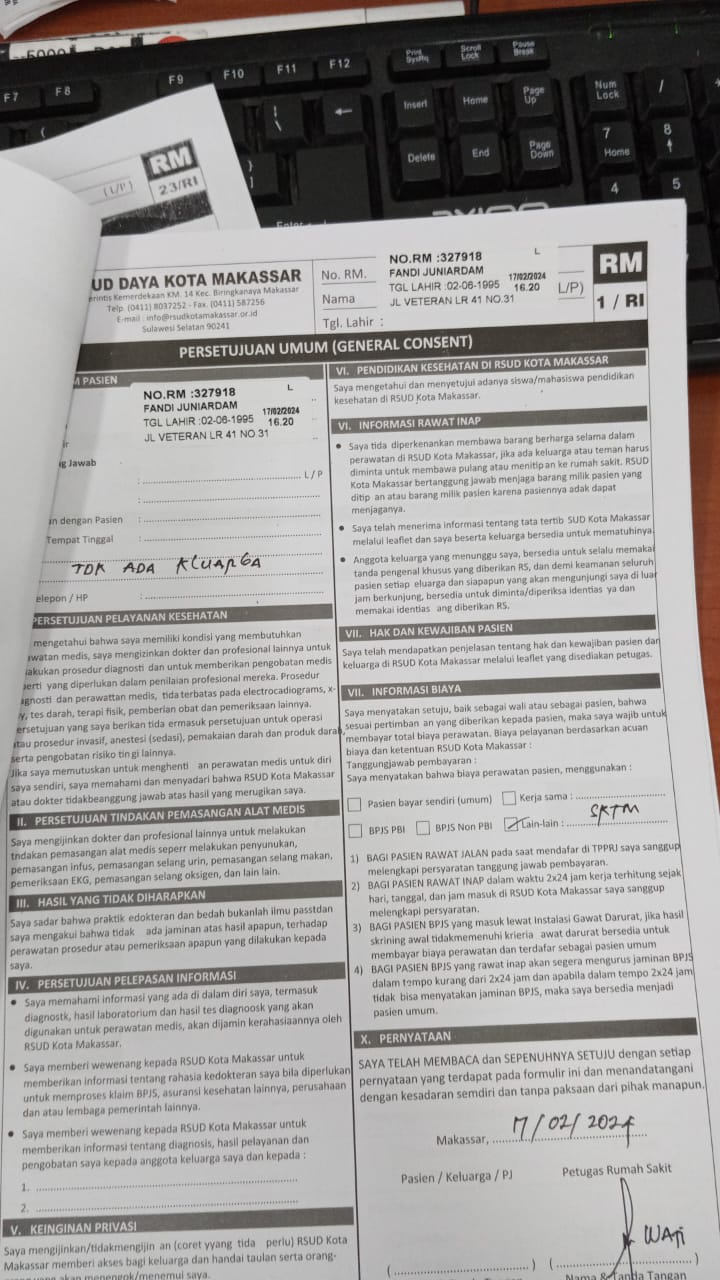 F7
F8
F9
F10
F11
F12
Print
SysRq
Scroll
Lock
Pause
Break
Insert
Home
Page
Up
Num
Lock
/
Delete
End
Page
Down
7
Home
8
4
5
RM
(L/P)
23/RI
UD DAYA KOTA MAKASSAR
erintis Kemerdekaan KM. 14 Kec. Biringkanaya Makassar
Telp. (0411) 8037252 - Fax. (0411) 587256
E-mail : info@rsudkotamakassar.or.id
Sulawesi Selatan 90241
No. RM.
Nama
Tgl. Lahir :
NO.RM :327918 L
FANDI JUNIARDAM 17/02/2024
TGL LAHIR :02-06-1995 16.20
JL VETERAN LR 41 NO.31
L/P)
RM
1 / RI
PERSETUJUAN UMUM (GENERAL CONSENT)
M PASIEN
NO.RM :327918 L
FANDI JUNIARDAM 17/02/2024
TGL LAHIR :02-06-1995 16.20
JL VETERAN LR 41 NO.31
ir
g Jawab
: L / P
:
un dengan Pasien :
Tempat Tinggal :
TDK ADA KLUARGA
elepon / HP :
PERSETUJUAN PELAYANAN KESEHATAN
mengetahui bahwa saya memiliki kondisi yang membutuhkan
awatan medis, saya mengizinkan dokter dan profesional lainnya untuk
lakukan prosedur diagnosti dan untuk memberikan pengobatan medis
perti yang diperlukan dalam penilaian profesional mereka. Prosedur
agnosti dan perawattan medis, tida terbatas pada electrocadiograms, x-
y, tes darah, terapi fisik, pemberian obat dan pemeriksaan lainnya.
ersetujuan yang saya berikan tida ermasuk persetujuan untuk operasi
atau prosedur invasif, anestesi (sedasi), pemakaian darah dan produk darah,
serta pengobatan risiko tin gi lainnya.
Jika saya memutuskan untuk menghenti an perawatan medis untuk diri
saya sendiri, saya memahami dan menyadari bahwa RSUD Kota Makassar
atau dokter tidakbeanggung jawab atas hasil yang merugikan saya.
II. PERSETUJUAN TINDAKAN PEMASANGAN ALAT MEDIS
Saya mengijinkan dokter dan profesional lainnya untuk melakukan
tndakan pemasangan alat medis seperr melakukan penyunukan,
pemasangan infus, pemasangan selang urin, pemasangan selang makan,
pemeriksaan EKG, pemasangan selang oksigen, dan lain lain.
III. HASIL YANG TIDAK DIHARAPKAN
Saya sadar bahwa praktik edokteran dan bedah bukanlah ilmu passtdan
saya mengakui bahwa tidak ada jaminan atas hasil apapun, terhadap
perawatan prosedur atau pemeriksaan apapun yang dilakukan kepada
saya.
IV. PERSETUJUAN PELEPASAN INFORMASI
● Saya memahami informasi yang ada di dalam diri saya, termasuk
diagnostk, hasil laboratorium dan hasil tes diagnoosk yang akan
digunakan untuk perawatan medis, akan dijamin kerahasiaannya oleh
RSUD Kota Makassar.
● Saya memberi wewenang kepada RSUD Kota Makassar untuk
memberikan informasi tentang rahasia kedokteran saya bila diperlukan
untuk memproses klaim BPJS, asuransi kesehatan lainnya, perusahaan
dan atau lembaga pemerintah lainnya.
● Saya memberi wewenang kepada RSUD Kota Makassar untuk
memberikan informasi tentang diagnosis, hasil pelayanan dan
pengobatan saya kepada anggota keluarga saya dan kepada :
1.
2.
V. KEINGINAN PRIVASI
Saya mengijinkan/tidakmengijin an (coret yyang tida perlu) RSUD Kota
Makassar memberi akses bagi keluarga dan handai taulan serta orang-
yang akan menengok/menemui saya.
VI. PENDIDIKAN KESEHATAN DI RSUD KOTA MAKASSAR
Saya mengetahui dan menyetujui adanya siswa/mahasiswa pendidikan
kesehatan di RSUD Kota Makassar.
VI. INFORMASI RAWAT INAP
● Saya tida diperkenankan membawa barang berharga selama dalam
perawatan di RSUD Kota Makassar, jika ada keluarga atau teman harus
diminta untuk membawa pulang atau menitip an ke rumah sakit. RSUD
Kota Makassar bertanggung jawab menjaga barang milik pasien yang
ditip an atau barang milik pasien karena pasiennya adak dapat
menjaganya.
● Saya telah menerima informasi tentang tata tertib SUD Kota Makassar
melalui leaflet dan saya beserta keluarga bersedia untuk mematuhinya.
● Anggota keluarga yang menunggu saya, bersedia untuk selalu memakai
tanda pengenal khusus yang diberikan RS, dan demi keamanan seluruh
pasien setiap eluarga dan siapapun yang akan mengunjungi saya di luar
jam berkunjung, bersedia untuk diminta/diperiksa identias ya dan
memakai identias ang diberikan RS.
VII. HAK DAN KEWAJIBAN PASIEN
Saya telah mendapatkan penjelasan tentang hak dan kewajiban pasien dan
keluarga di RSUD Kota Makassar melalui leaflet yang disediakan petugas.
VII. INFORMASI BIAYA
Saya menyatakan setuju, baik sebagai wali atau sebagai pasien, bahwa
sesuai pertimban an yang diberikan kepada pasien, maka saya wajib untuk
membayar total biaya perawatan. Biaya pelayanan berdasarkan acuan
biaya dan ketentuan RSUD Kota Makassar :
Tanggungjawab pembayaran :
Saya menyatakan bahwa biaya perawatan pasien, menggunakan :
Pasien bayar sendiri (umum) Kerja sama :
BPJS PBI BPJS Non PBI Lain-lain : SKTM
1) BAGI PASIEN RAWAT JALAN pada saat mendafar di TPPRJ saya sanggup
melengkapi persyaratan tanggung jawab pembayaran.
2) BAGI PASIEN RAWAT INAP dalam waktu 2x24 jam kerja terhitung sejak
hari, tanggal, dan jam masuk di RSUD Kota Makassar saya sanggup
melengkapi persyaratan.
3) BAGI PASIEN BPJS yang masuk lewat Instalasi Gawat Darurat, jika hasil
skrining awal tidakmemenuhi krieria awat darurat bersedia untuk
membayar biaya perawatan dan terdafar sebagai pasien umum
4) BAGI PASIEN BPJS yang rawat inap akan segera mengurus jaminan BPJS
dalam tempo kurang dari 2x24 jam dan apabila dalam tempo 2x24 jam
tidak bisa menyatakan jaminan BPJS, maka saya bersedia menjadi
pasien umum.
X. PERNYATAAN
SAYA TELAH MEMBACA dan SEPENUHNYA SETUJU dengan setiap
pernyataan yang terdapat pada formulir ini dan menandatangani
dengan kesadaran semdiri dan tanpa paksaan dari pihak manapun.
Makassar, 17/02/2024
Pasien / Keluarga / PJ
Petugas Rumah Sakit
WATI
( )
( )
Nama & Tanda Tangan